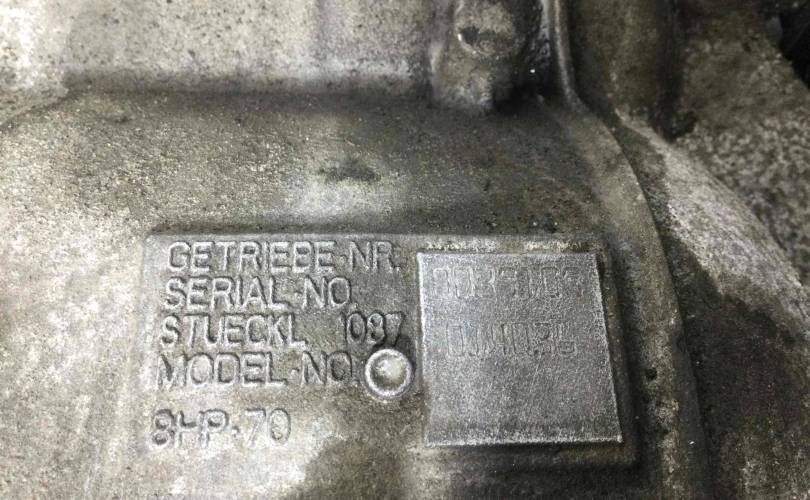 GETRIEBE-NR.
SERIAL-NO.
STUECKL 1087
MODEL-NO.
8HP-70